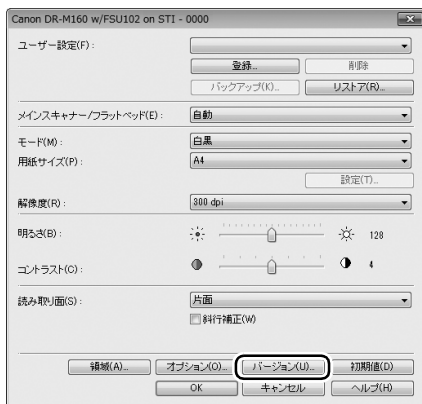 Canon DR-M160 w/FSU102 on STI - 0000
ユーザー設定(F):
登録... 削除
バックアップ(K)... リストア(R)...
メインスキャナー/フラットベッド(E): 自動
モード(M): 白黒
用紙サイズ(P): A4
設定(T)...
解像度(R): 300 dpi
明るさ(B): 128
コントラスト(C): 4
読み取り面(S): 片面
斜行補正(W)
領域(A)... オプション(O)... バージョン(U)... 初期値(D)
OK キャンセル ヘルプ(H)